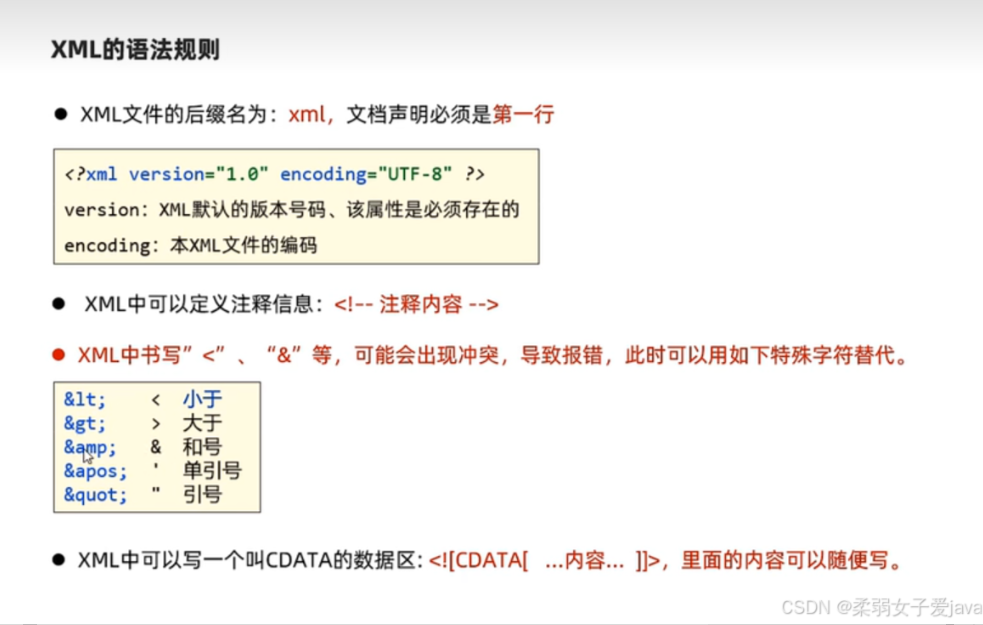 XML的语法规则
● XML文件的后缀名为：xml，文档声明必须是第一行
<?xml version="1.0" encoding="UTF-8" ?>
version：XML默认的版本号码、该属性是必须存在的
encoding：本XML文件的编码
● XML中可以定义注释信息：<!-- 注释内容 -->
● XML中书写”<”、“&”等，可能会出现冲突，导致报错，此时可以用如下特殊字符替代。
&lt; < 小于
&gt; > 大于
&amp; & 和号
&apos; ' 单引号
&quot; " 引号
● XML中可以写一个叫CDATA的数据区：<![CDATA[ ...内容... ]]>，里面的内容可以随便写。
CSDN @柔弱女子爱java